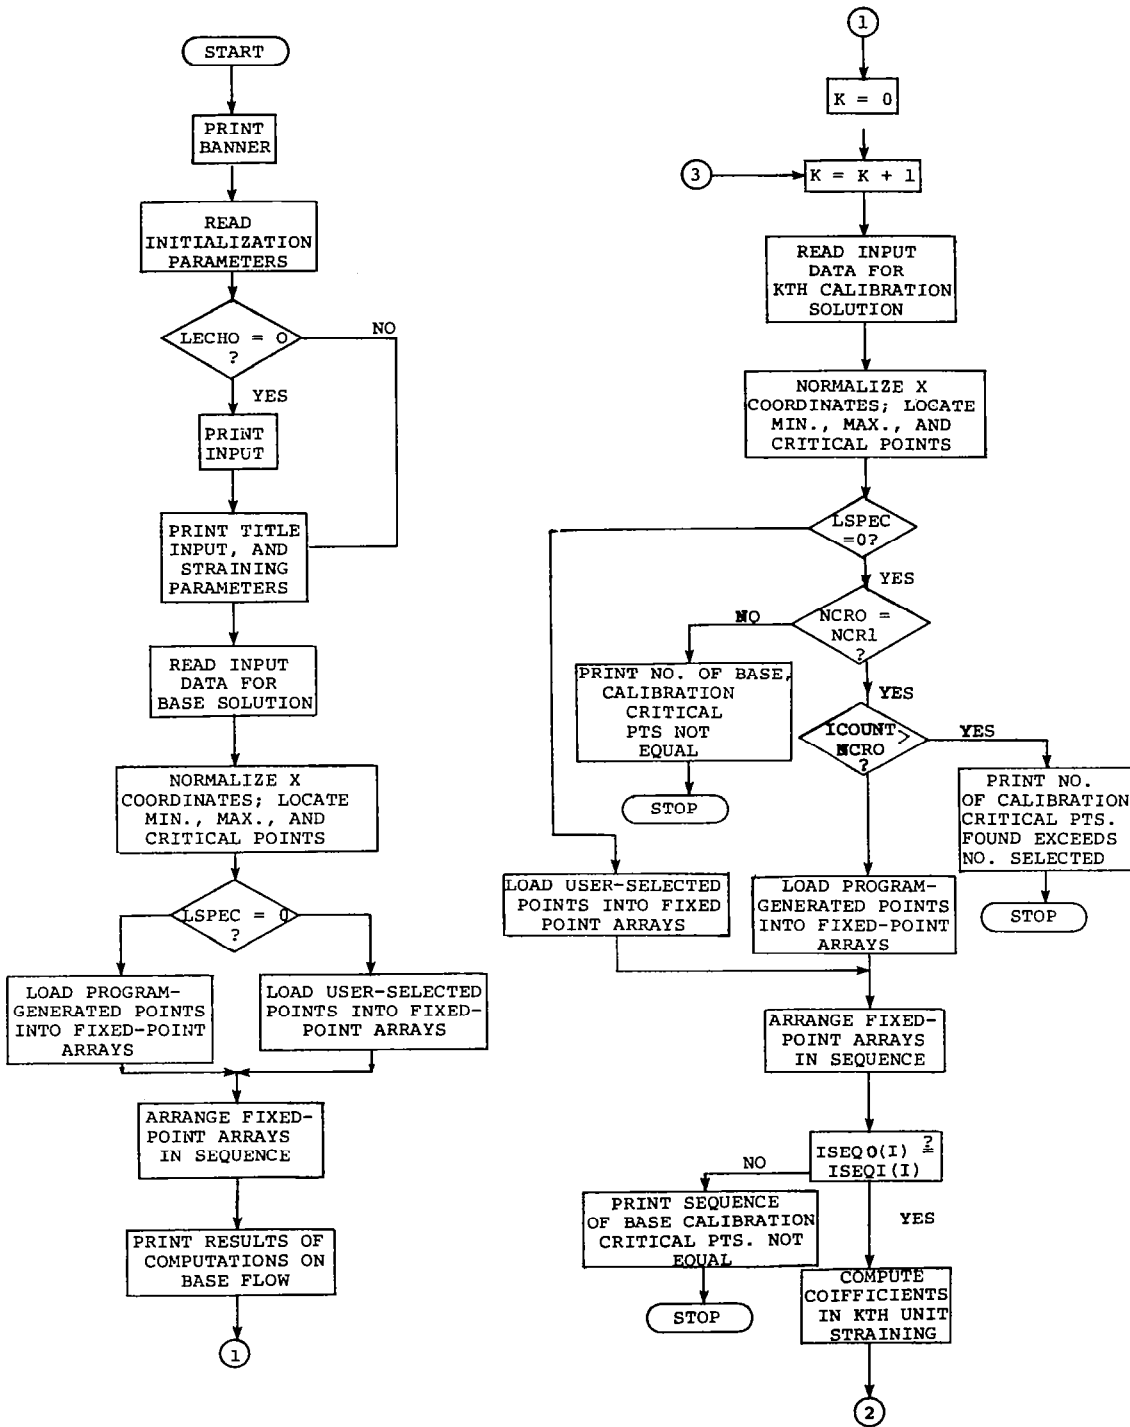 START
PRINT
BANNER
READ
INITIALIZATION
PARAMETERS
LECHO = O
?
NO
YES
PRINT
INPUT
PRINT TITLE
INPUT, AND
STRAINING
PARAMETERS
READ INPUT
DATA FOR
BASE SOLUTION
NORMALIZE X
COORDINATES; LOCATE
MIN., MAX., AND
CRITICAL POINTS
LSPEC = 0
?
LOAD PROGRAM-
GENERATED POINTS
INTO FIXED-POINT
ARRAYS
LOAD USER-SELECTED
POINTS INTO FIXED-
POINT ARRAYS
ARRANGE FIXED-
POINT ARRAYS
IN SEQUENCE
PRINT RESULTS OF
COMPUTATIONS ON
BASE FLOW
1
1
K = 0
3
K = K + 1
READ INPUT
DATA FOR
KTH CALIBRATION
SOLUTION
NORMALIZE X
COORDINATES; LOCATE
MIN., MAX., AND
CRITICAL POINTS
LSPEC
=0?
YES
NCRO =
NCR1
?
NO
PRINT NO. OF BASE,
CALIBRATION
CRITICAL
PTS NOT
EQUAL
STOP
YES
ICOUNT >
NCRO
?
YES
PRINT NO.
OF CALIBRATION
CRITICAL PTS.
FOUND EXCEEDS
NO. SELECTED
STOP
LOAD USER-SELECTED
POINTS INTO FIXED
POINT ARRAYS
LOAD PROGRAM-
GENERATED POINTS
INTO FIXED-POINT
ARRAYS
ARRANGE FIXED-
POINT ARRAYS
IN SEQUENCE
ISEQO(I) ?=
ISEQI(I)
NO
PRINT SEQUENCE
OF BASE CALIBRATION
CRITICAL PTS. NOT
EQUAL
STOP
YES
COMPUTE
COIFFICIENTS
IN KTH UNIT
STRAINING
2